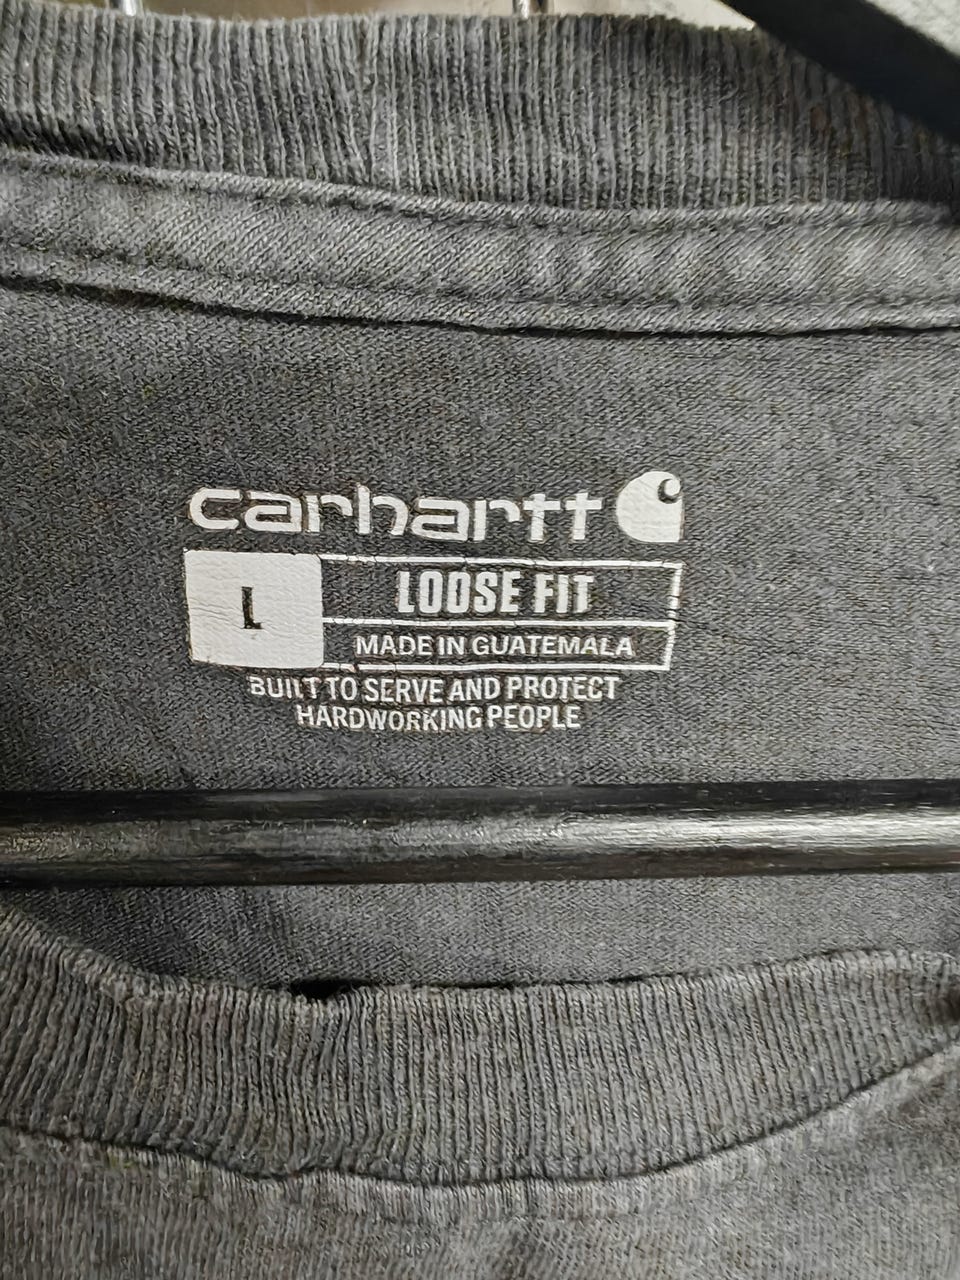 carhartt
L
LOOSE FIT
MADE IN GUATEMALA
BUILT TO SERVE AND PROTECT
HARDWORKING PEOPLE